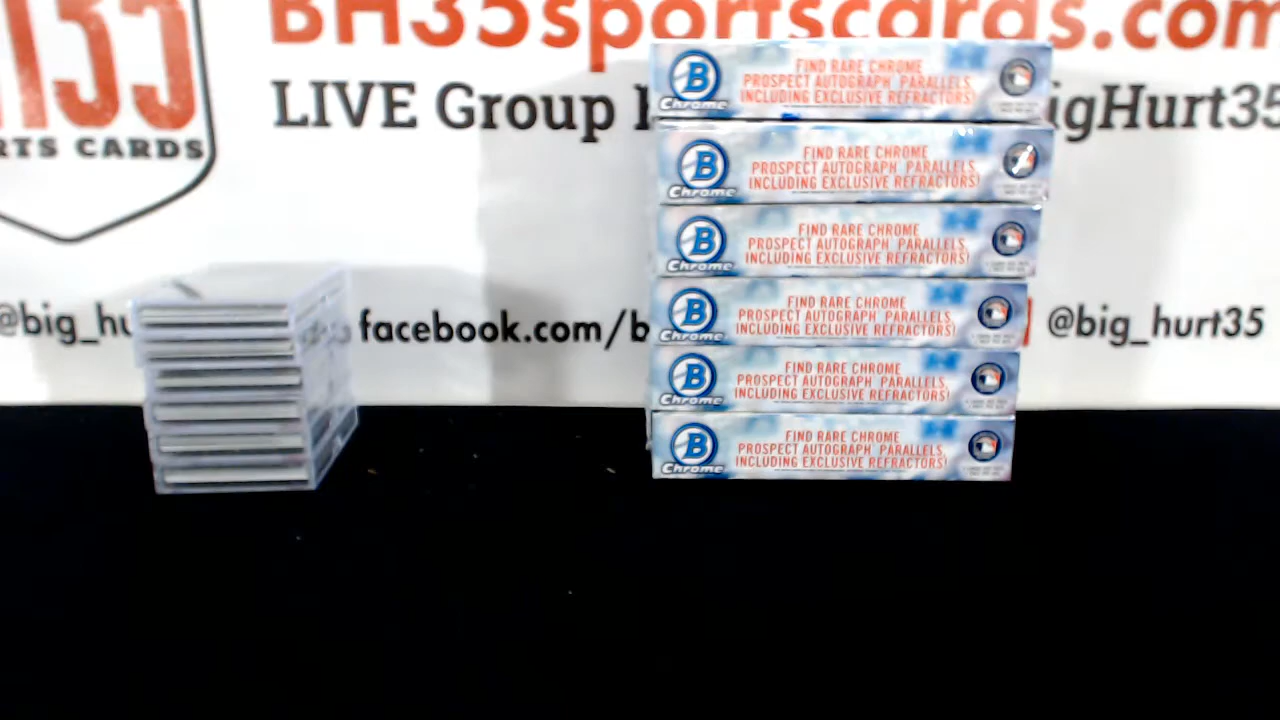 BH35sportscards.com
H35
RTS CARDS
LIVE Group
igHurt35
@big_hu
facebook.com/b
@big_hurt35
B
Chrome
FIND RARE CHROME
PROSPECT AUTOGRAPH PARALLELS,
INCLUDING EXCLUSIVE REFRACTORS!
B
Chrome
FIND RARE CHROME
PROSPECT AUTOGRAPH PARALLELS,
INCLUDING EXCLUSIVE REFRACTORS!
B
Chrome
FIND RARE CHROME
PROSPECT AUTOGRAPH PARALLELS,
INCLUDING EXCLUSIVE REFRACTORS!
B
Chrome
FIND RARE CHROME
PROSPECT AUTOGRAPH PARALLELS,
INCLUDING EXCLUSIVE REFRACTORS!
B
Chrome
FIND RARE CHROME
PROSPECT AUTOGRAPH PARALLELS,
INCLUDING EXCLUSIVE REFRACTORS!
B
Chrome
FIND RARE CHROME
PROSPECT AUTOGRAPH PARALLELS,
INCLUDING EXCLUSIVE REFRACTORS!